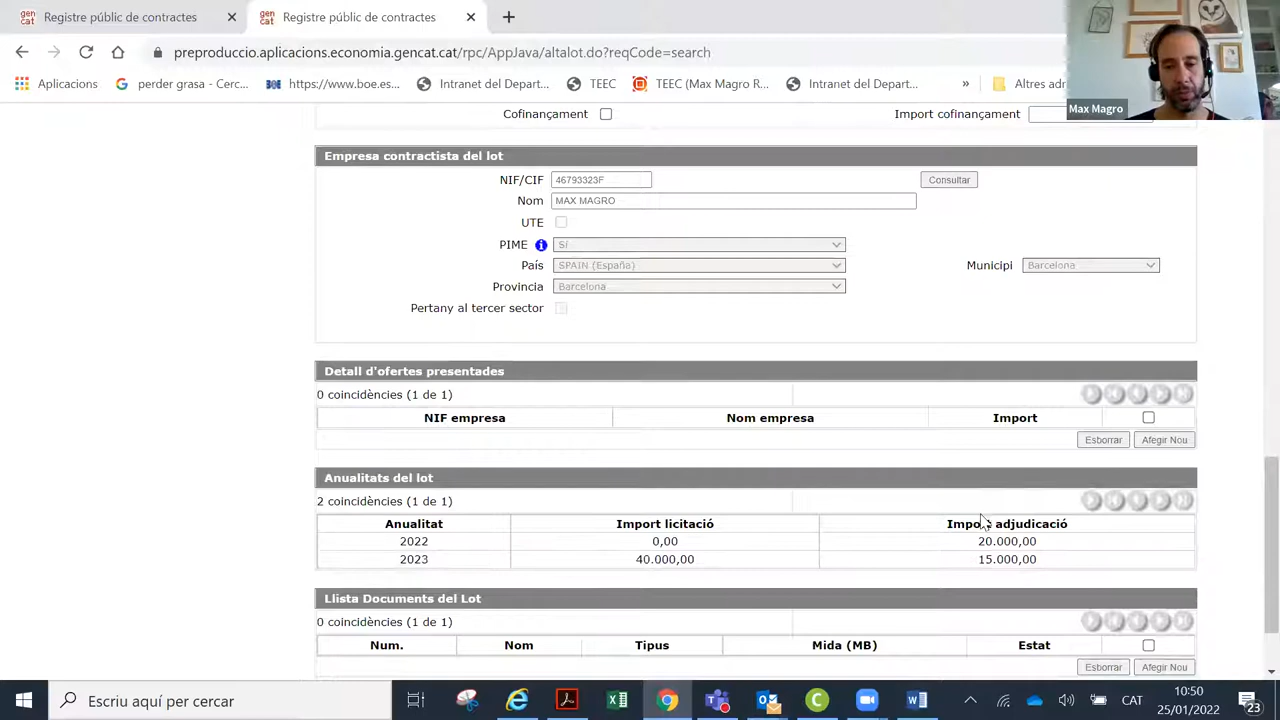 Registre públic de contractes
Registre públic de contractes
preproduccio.aplicacions.economia.gencat.cat/rpc/AppJava/altalot.do?reqCode=search
Aplicacions
perder grasa - Cerc...
https://www.boe.es...
Intranet del Depart...
TEEC
TEEC (Max Magro R...
Intranet del Depart...
»
Altres adr
Max Magro
Cofinançament
Import cofinançament
Empresa contractista del lot
NIF/CIF 46793323F Consultar
Nom MAX MAGRO
UTE
PIME Sí
País SPAIN (España) Municipi Barcelona
Provincia Barcelona
Pertany al tercer sector
Detall d'ofertes presentades
0 coincidències (1 de 1)
NIF empresa Nom empresa Import
Esborrar Afegir Nou
Anualitats del lot
2 coincidències (1 de 1)
Anualitat Import licitació Import adjudicació
2022 0,00 20.000,00
2023 40.000,00 15.000,00
Llista Documents del Lot
0 coincidències (1 de 1)
Num. Nom Tipus Mida (MB) Estat
Esborrar Afegir Nou
Escriu aquí per cercar
CAT
10:50
25/01/2022
23